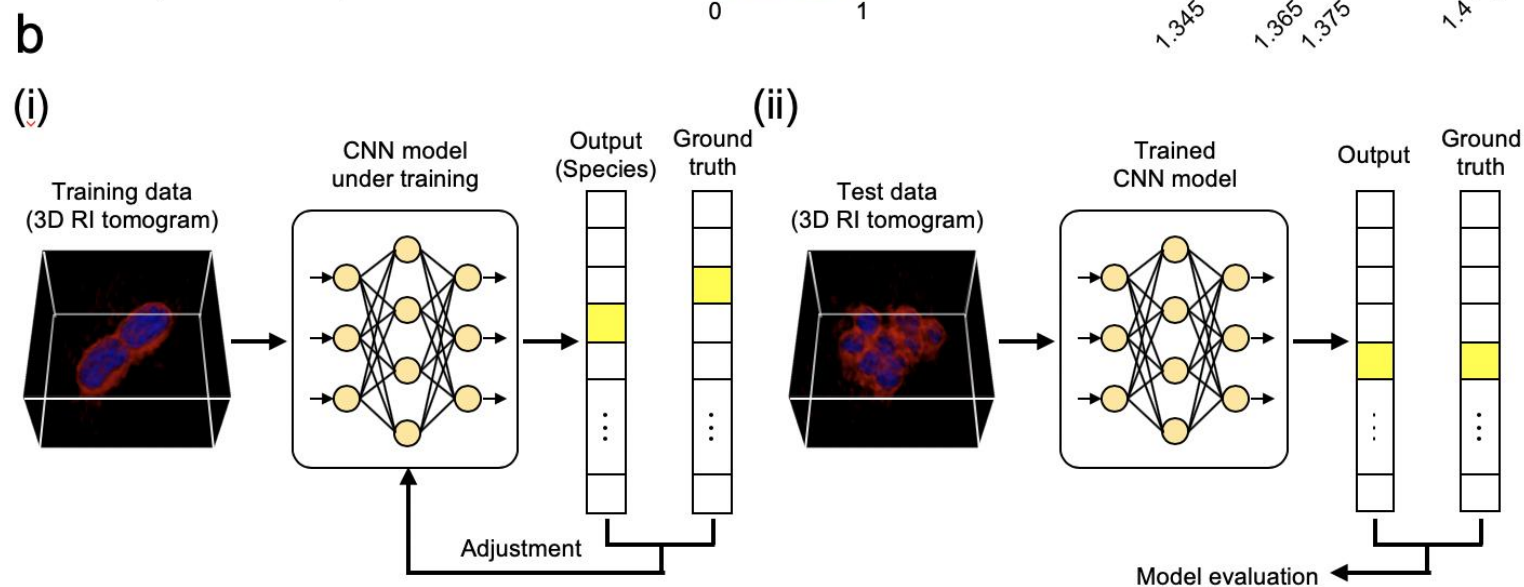 0
1
1.345
1.365
1.375
1.4
b
(i)
Training data
(3D RI tomogram)
CNN model
under training
Output
(Species)
Ground
truth
Adjustment
(ii)
Test data
(3D RI tomogram)
Trained
CNN model
Output
Ground
truth
Model evaluation